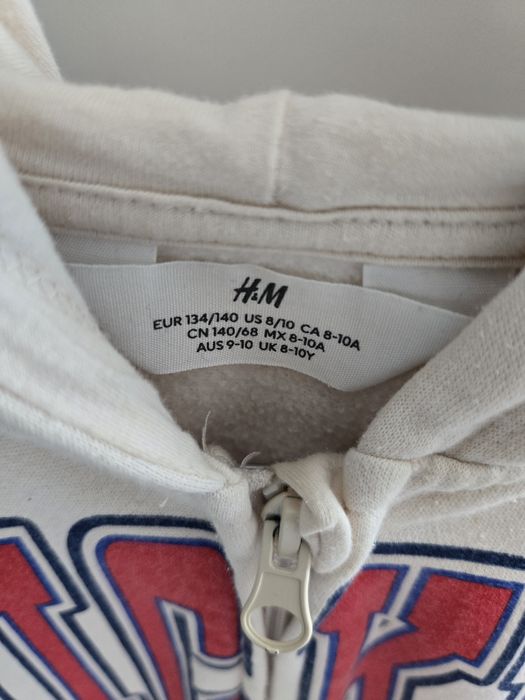 H&M
EUR 134/140 US 8/10 CA 8-10A
CN 140/68 MX 8-10A
AUS 9-10 UK 8-10Y